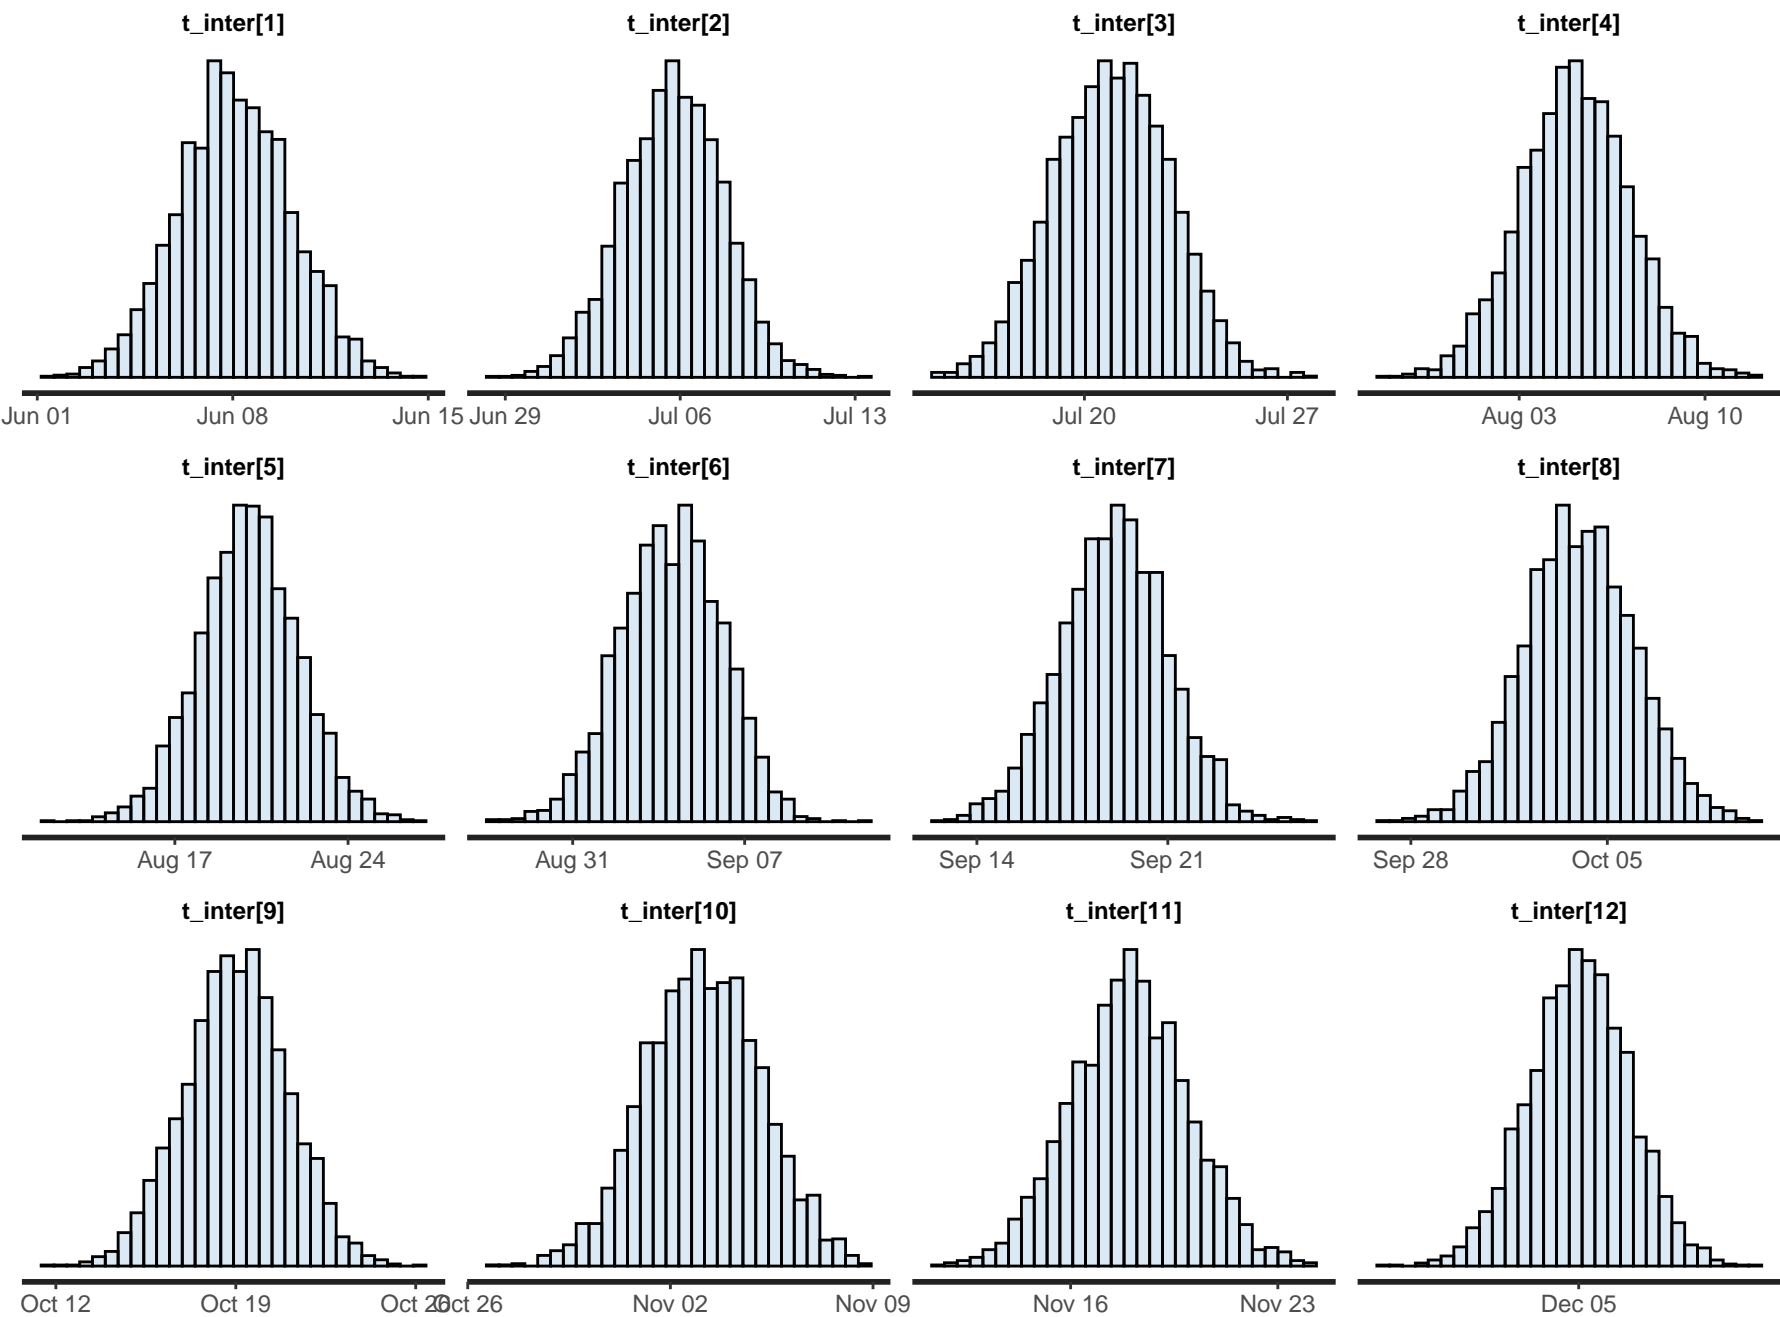 t_inter[1] t_inter[2] t_inter[3] t_inter[4]
Jun 01 Jun 08 Jun 15 Jun 29 Jul 06 Jul 13 Jul 20 Jul 27 Aug 03 Aug 10
t_inter[5] t_inter[6] t_inter[7] t_inter[8]
Aug 17 Aug 24 Aug 31 Sep 07 Sep 14 Sep 21 Sep 28 Oct 05
t_inter[9] t_inter[10] t_inter[11] t_inter[12]
Oct 12 Oct 19 Oct 26 Oct 26 Nov 02 Nov 09 Nov 16 Nov 23 Dec 05